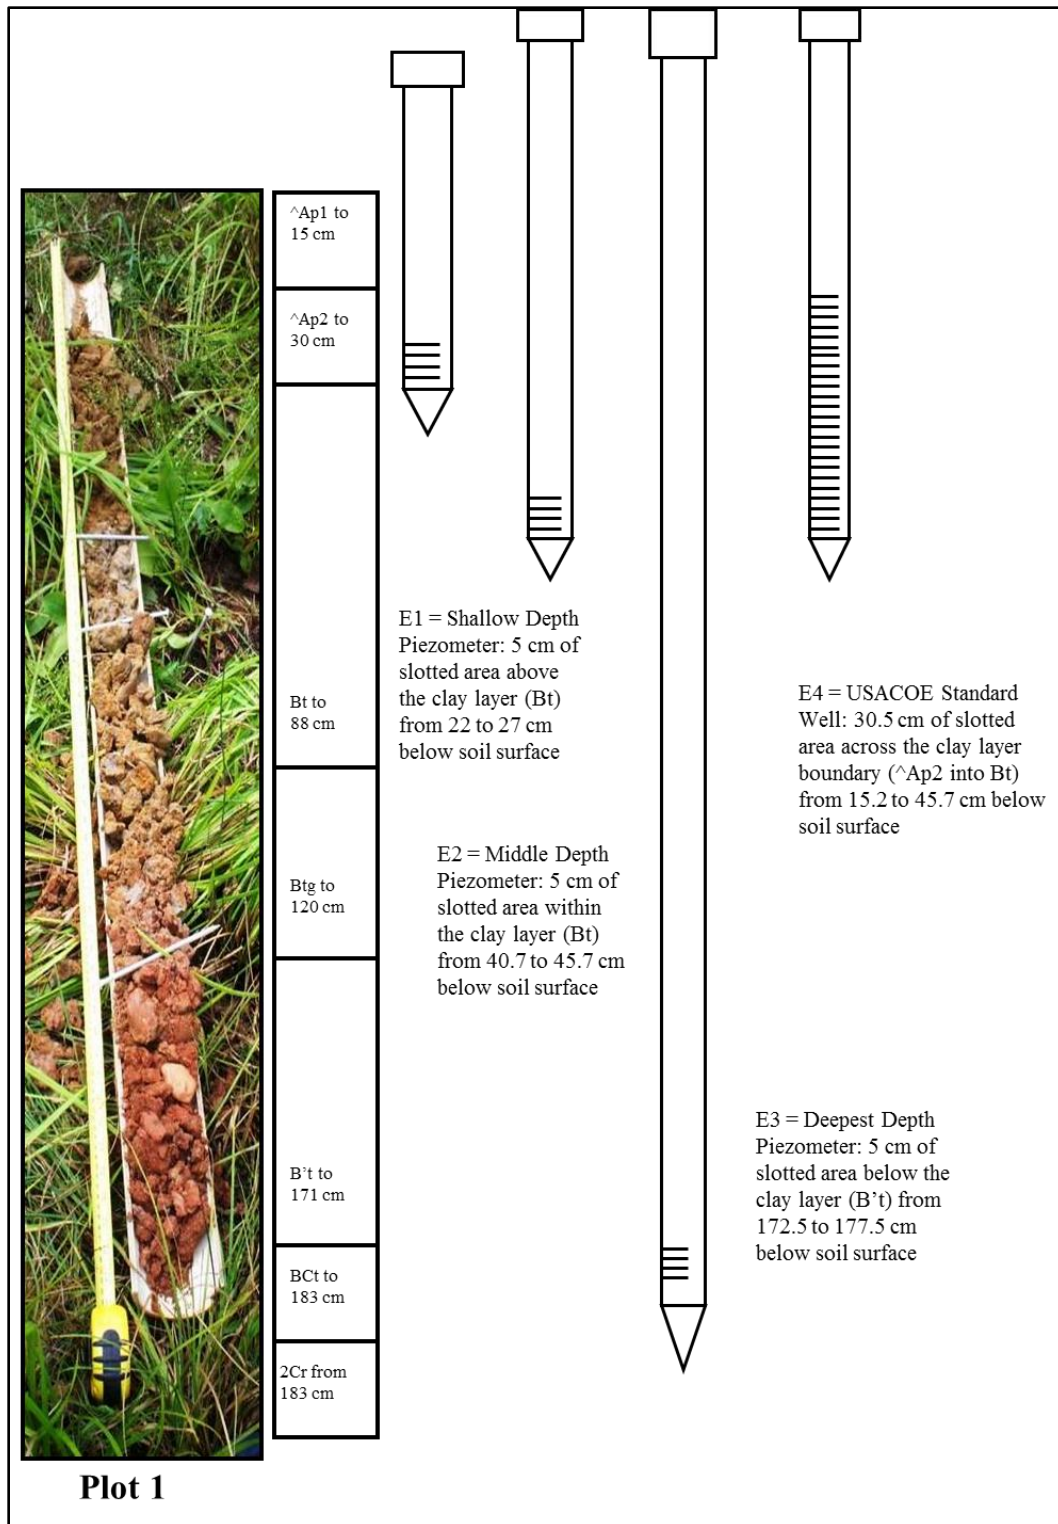 ^Ap1 to
15 cm
^Ap2 to
30 cm
Bt to
88 cm
Btg to
120 cm
B’t to
171 cm
BCt to
183 cm
2Cr from
183 cm
E1 = Shallow Depth
Piezometer: 5 cm of
slotted area above
the clay layer (Bt)
from 22 to 27 cm
below soil surface
E2 = Middle Depth
Piezometer: 5 cm of
slotted area within
the clay layer (Bt)
from 40.7 to 45.7 cm
below soil surface
E4 = USACOE Standard
Well: 30.5 cm of slotted
area across the clay layer
boundary (^Ap2 into Bt)
from 15.2 to 45.7 cm below
soil surface
E3 = Deepest Depth
Piezometer: 5 cm of
slotted area below the
clay layer (B’t) from
172.5 to 177.5 cm
below soil surface
Plot 1